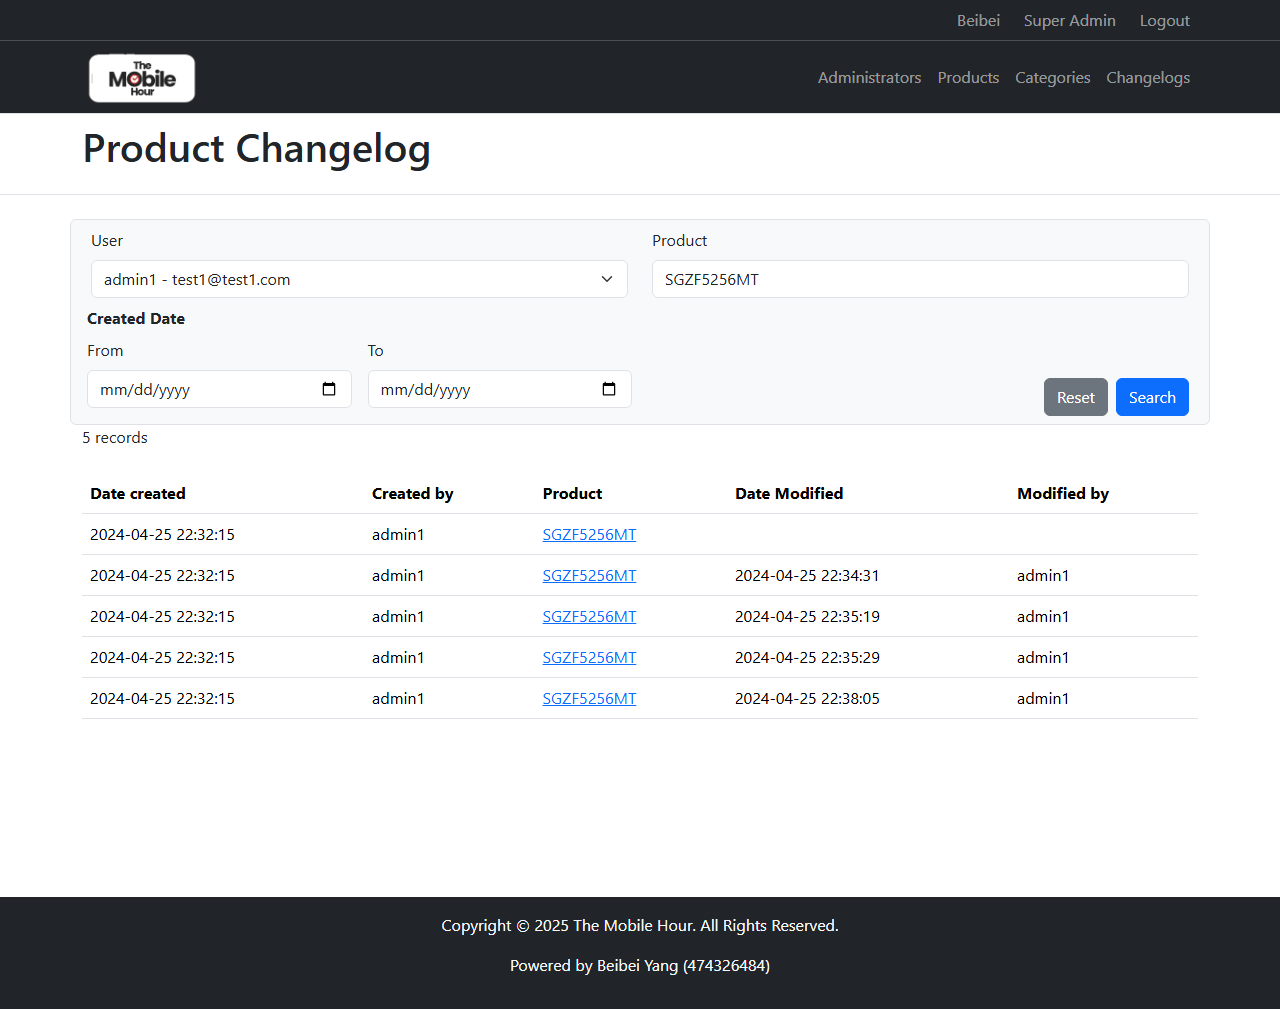 Beibei Super Admin Logout
The
Mobile
Hour
Administrators Products Categories Changelogs
Product Changelog
User Product
admin1 - test1@test1.com SGZF5256MT
Created Date
From To
mm/dd/yyyy mm/dd/yyyy Reset Search
5 records
Date created Created by Product Date Modified Modified by
2024-04-25 22:32:15 admin1 SGZF5256MT
2024-04-25 22:32:15 admin1 SGZF5256MT 2024-04-25 22:34:31 admin1
2024-04-25 22:32:15 admin1 SGZF5256MT 2024-04-25 22:35:19 admin1
2024-04-25 22:32:15 admin1 SGZF5256MT 2024-04-25 22:35:29 admin1
2024-04-25 22:32:15 admin1 SGZF5256MT 2024-04-25 22:38:05 admin1
Copyright © 2025 The Mobile Hour. All Rights Reserved.
Powered by Beibei Yang (474326484)